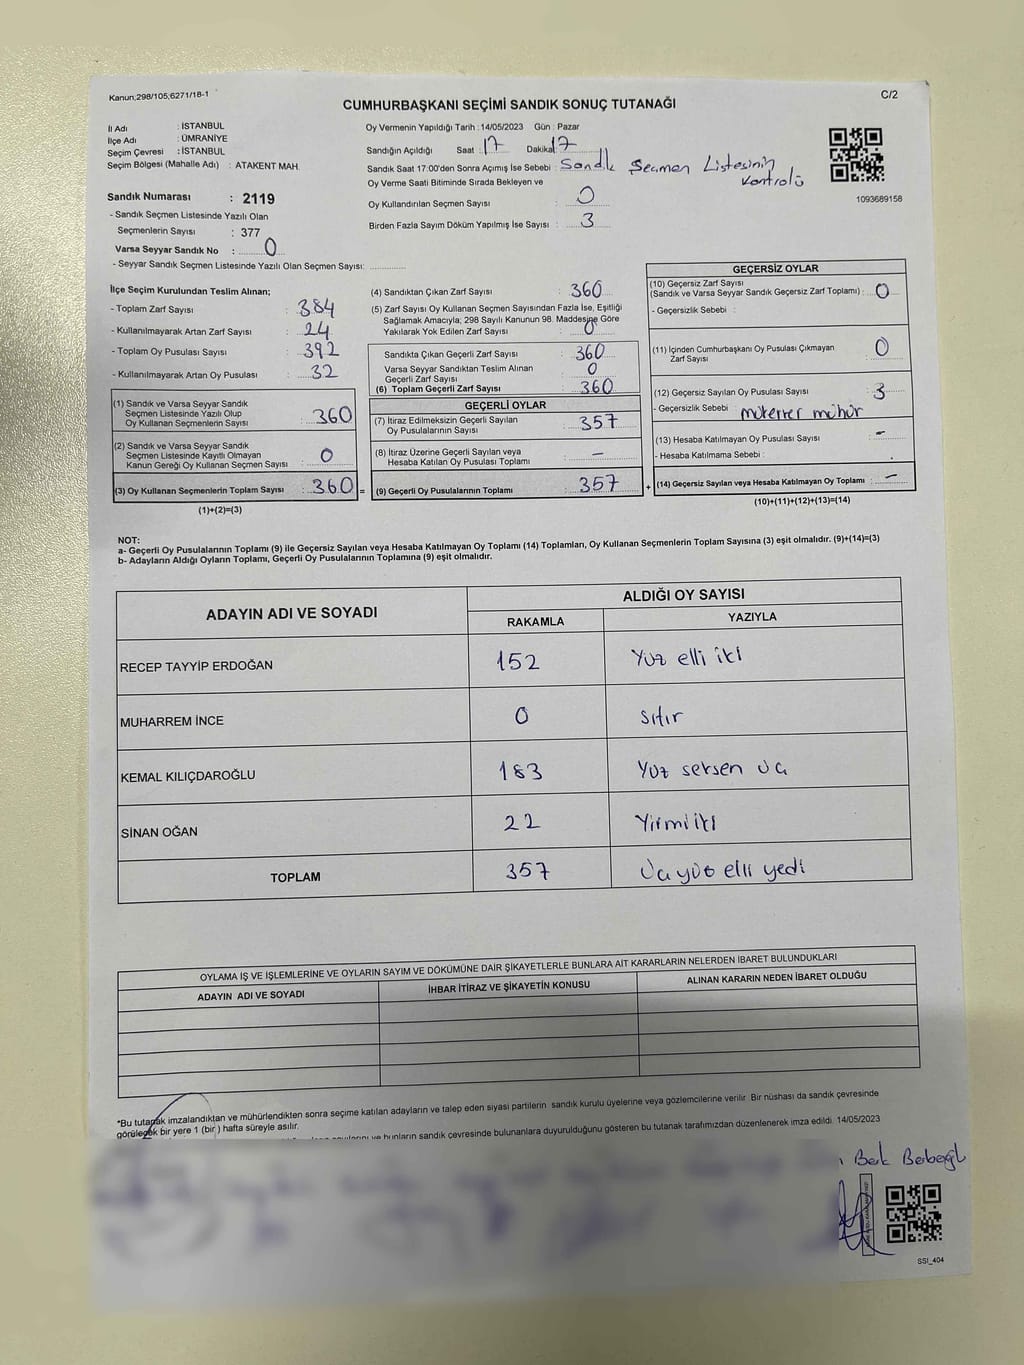 Kanun;298/105;6271/18-1
C/2
CUMHURBAŞKANI SEÇİMİ SANDIK SONUÇ TUTANAĞI
İl Adı : İSTANBUL
İlçe Adı : ÜMRANİYE
Seçim Çevresi : İSTANBUL
Seçim Bölgesi (Mahalle Adı) : ATAKENT MAH.
Sandık Numarası : 2119
- Sandık Seçmen Listesinde Yazılı Olan
Seçmenlerin Sayısı : 377
Varsa Seyyar Sandık No : 0
- Seyyar Sandık Seçmen Listesinde Yazılı Olan Seçmen Sayısı:
Oy Vermenin Yapıldığı Tarih : 14/05/2023 Gün : Pazar
Sandığın Açıldığı Saat : 17 Dakika : 17
Sandık Saat 17:00'den Sonra Açımış İse Sebebi : Sandık Seçmen Listesinin
kontrolü
Oy Verme Saati Bitiminde Sırada Bekleyen ve
Oy Kullandırılan Seçmen Sayısı : 0
Birden Fazla Sayım Döküm Yapılmış İse Sayısı : 3
1093689158
İlçe Seçim Kurulundan Teslim Alınan;
- Toplam Zarf Sayısı : 384
- Kullanılmayarak Artan Zarf Sayısı : 24
- Toplam Oy Pusulası Sayısı : 392
- Kullanılmayarak Artan Oy Pusulası : 32
(1) Sandık ve Varsa Seyyar Sandık
Seçmen Listesinde Yazılı Olup
Oy Kullanan Seçmenlerin Sayısı : 360
(2) Sandık ve Varsa Seyyar Sandık
Seçmen Listesinde Kayıtlı Olmayan
Kanun Gereği Oy Kullanan Seçmen Sayısı : 0
(3) Oy Kullanan Seçmenlerin Toplam Sayısı : 360 =
(1)+(2)=(3)
(4) Sandıktan Çıkan Zarf Sayısı : 360
(5) Zarf Sayısı Oy Kullanan Seçmen Sayısından Fazla İse, Eşitliği
Sağlamak Amacıyla; 298 Sayılı Kanunun 98. Maddesine Göre
Yakılarak Yok Edilen Zarf Sayısı : 0
Sandıkta Çıkan Geçerli Zarf Sayısı : 360
Varsa Seyyar Sandıktan Teslim Alınan
Geçerli Zarf Sayısı : 0
(6) Toplam Geçerli Zarf Sayısı : 360
GEÇERLİ OYLAR
(7) İtiraz Edilmeksizin Geçerli Sayılan
Oy Pusulalarının Sayısı : 357
(8) İtiraz Üzerine Geçerli Sayılan veya
Hesaba Katılan Oy Pusulası Toplamı : -
(9) Geçerli Oy Pusulalarının Toplamı : 357 +
GEÇERSİZ OYLAR
(10) Geçersiz Zarf Sayısı
(Sandık ve Varsa Seyyar Sandık Geçersiz Zarf Toplamı) : 0
- Geçersizlik Sebebi :
(11) İçinden Cumhurbaşkanı Oy Pusulası Çıkmayan
Zarf Sayısı : 0
(12) Geçersiz Sayılan Oy Pusulası Sayısı : 3
- Geçersizlik Sebebi : mükerrer mühür
(13) Hesaba Katılmayan Oy Pusulası Sayısı : -
- Hesaba Katılmama Sebebi :
(14) Geçersiz Sayılan veya Hesaba Katılmayan Oy Toplamı : -
(10)+(11)+(12)+(13)=(14)
NOT:
a- Geçerli Oy Pusulalarının Toplamı (9) ile Geçersiz Sayılan veya Hesaba Katılmayan Oy Toplamı (14) Toplamları, Oy Kullanan Seçmenlerin Toplam Sayısına (3) eşit olmalıdır. (9)+(14)=(3)
b- Adayların Aldığı Oyların Toplamı, Geçerli Oy Pusulalarının Toplamına (9) eşit olmalıdır.
ADAYIN ADI VE SOYADI
ALDIĞI OY SAYISI
RAKAMLA YAZIYLA
RECEP TAYYİP ERDOĞAN 152 Yüz elli iki
MUHARREM İNCE 0 sıfır
KEMAL KILIÇDAROĞLU 183 Yüz seksen üç
SİNAN OĞAN 22 Yirmi iki
TOPLAM 357 Üçyüz elli yedi
OYLAMA İŞ VE İŞLEMLERİNE VE OYLARIN SAYIM VE DÖKÜMÜNE DAİR ŞİKAYETLERLE BUNLARA AİT KARARLARIN NELERDEN İBARET BULUNDUKLARI
ADAYIN ADI VE SOYADI İHBAR İTİRAZ VE ŞİKAYETİN KONUSU ALINAN KARARIN NEDEN İBARET OLDUĞU
*Bu tutanak imzalandıktan ve mühürlendikten sonra seçime katılan adayların ve talep eden siyasi partilerin sandık kurulu üyelerine veya gözlemcilerine verilir. Bir nüshası da sandık çevresinde
görülecek bir yere 1 (bir ) hafta süreyle asılır.
ve bunların sandık çevresinde bulunanlara duyurulduğunu gösteren bu tutanak tarafımızdan düzenlenerek imza edildi. 14/05/2023
SSI_404